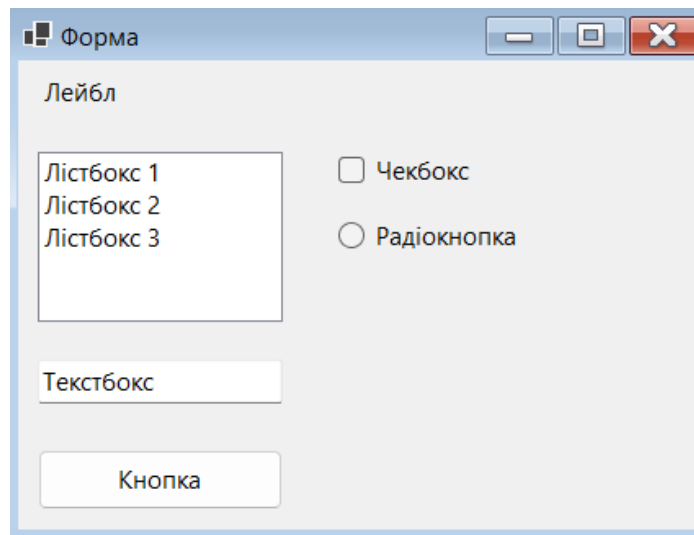 Форма
Лейбл
Лістбокс 1
Лістбокс 2
Лістбокс 3
Чекбокс
Радіокнопка
Текстбокс
Кнопка